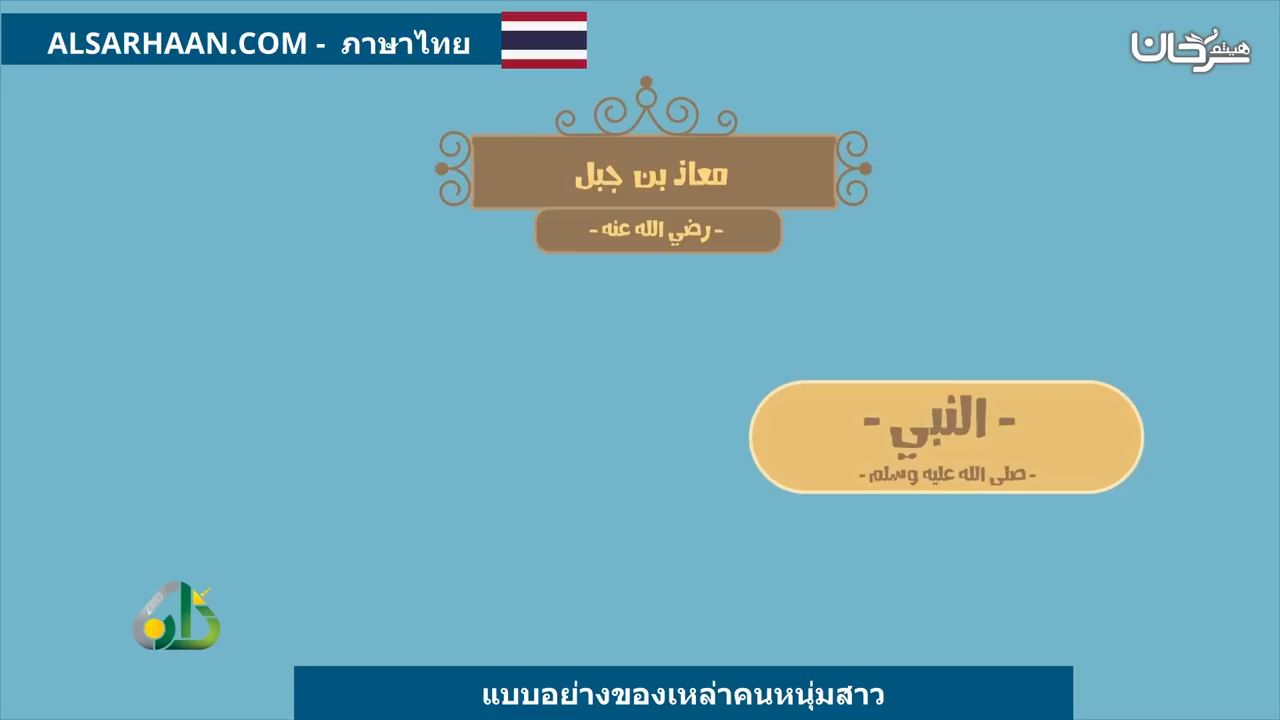 ALSARHAAN.COM - ภาษาไทย
هيثم سرحان
معاذ بن جبل
- رضي الله عنه -
- النبي -
- صلى الله عليه وسلم -
แบบอย่างของเหล่าคนหนุ่มสาว